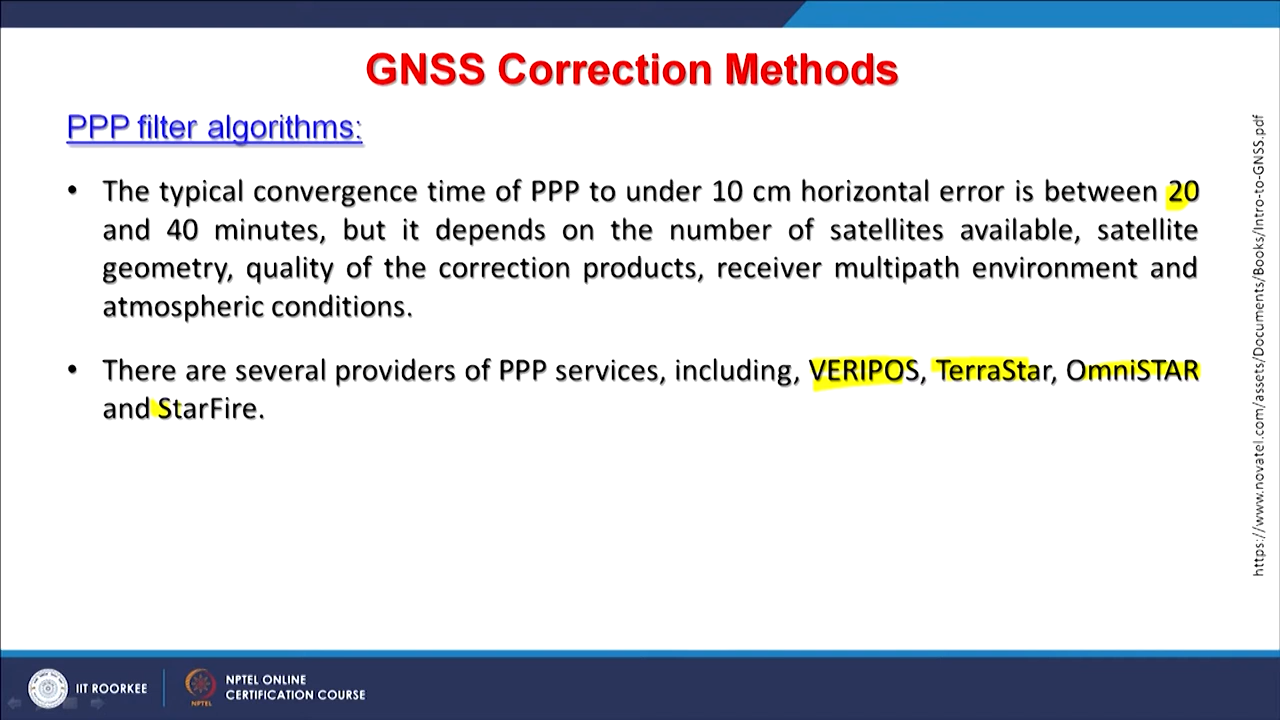 GNSS Correction Methods
PPP filter algorithms:
• The typical convergence time of PPP to under 10 cm horizontal error is between 20
and 40 minutes, but it depends on the number of satellites available, satellite
geometry, quality of the correction products, receiver multipath environment and
atmospheric conditions.
• There are several providers of PPP services, including, VERIPOS, TerraStar, OmniSTAR
and StarFire.
https://www.novatel.com/assets/Documents/Books/Intro-to-GNSS.pdf
IIT ROORKEE
NPTEL
NPTEL ONLINE
CERTIFICATION COURSE